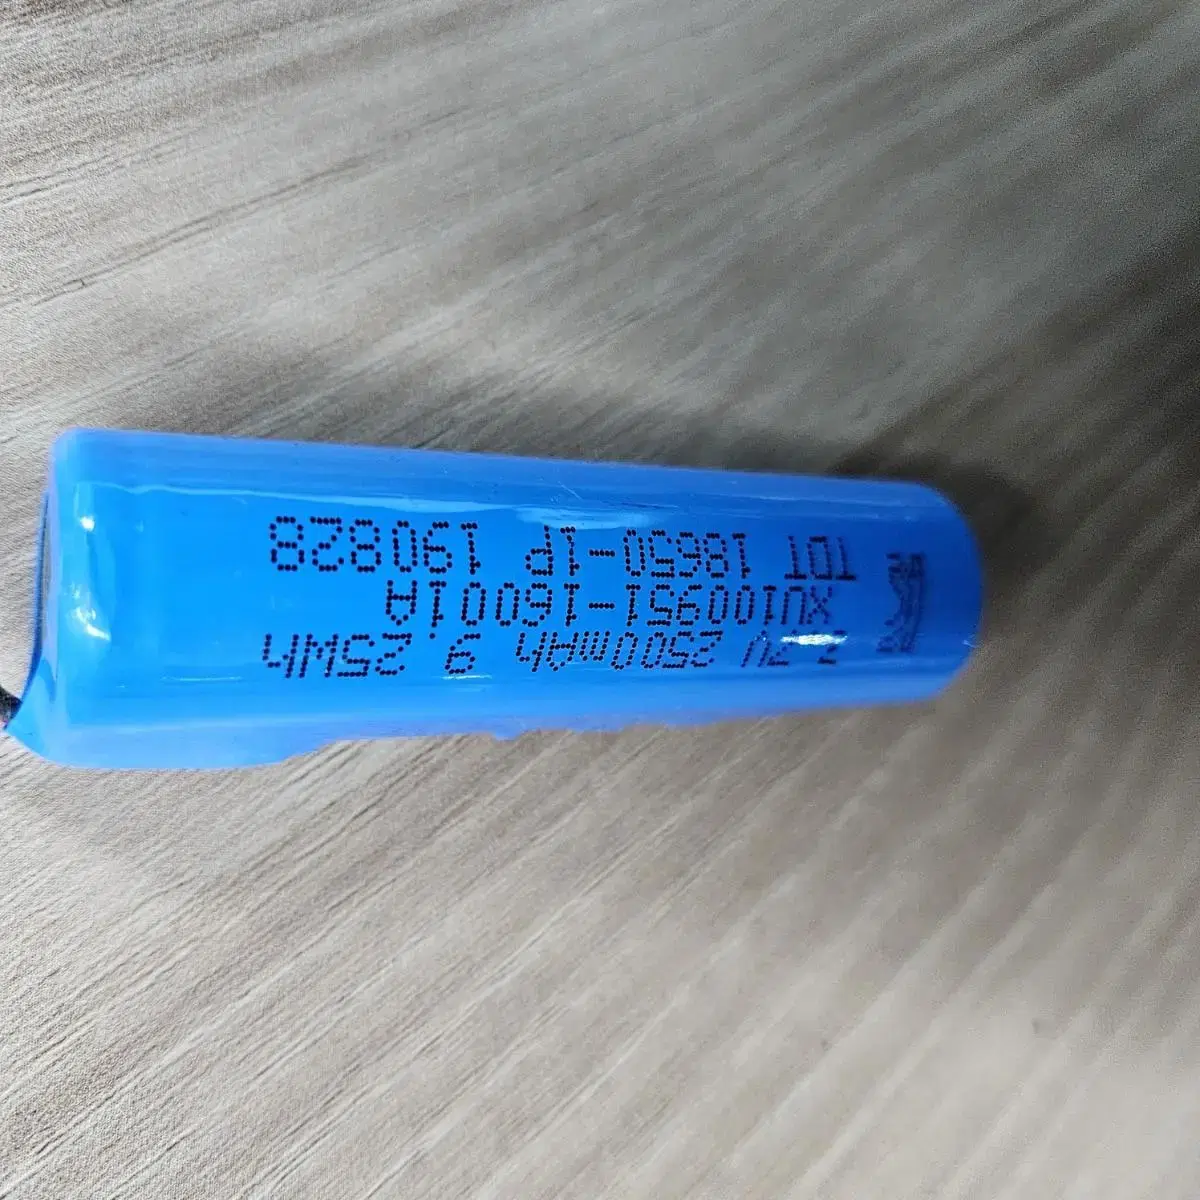 3.7V 2500mAh 9.25Wh
XU100951-16001A
TDT 18650-1P 190828